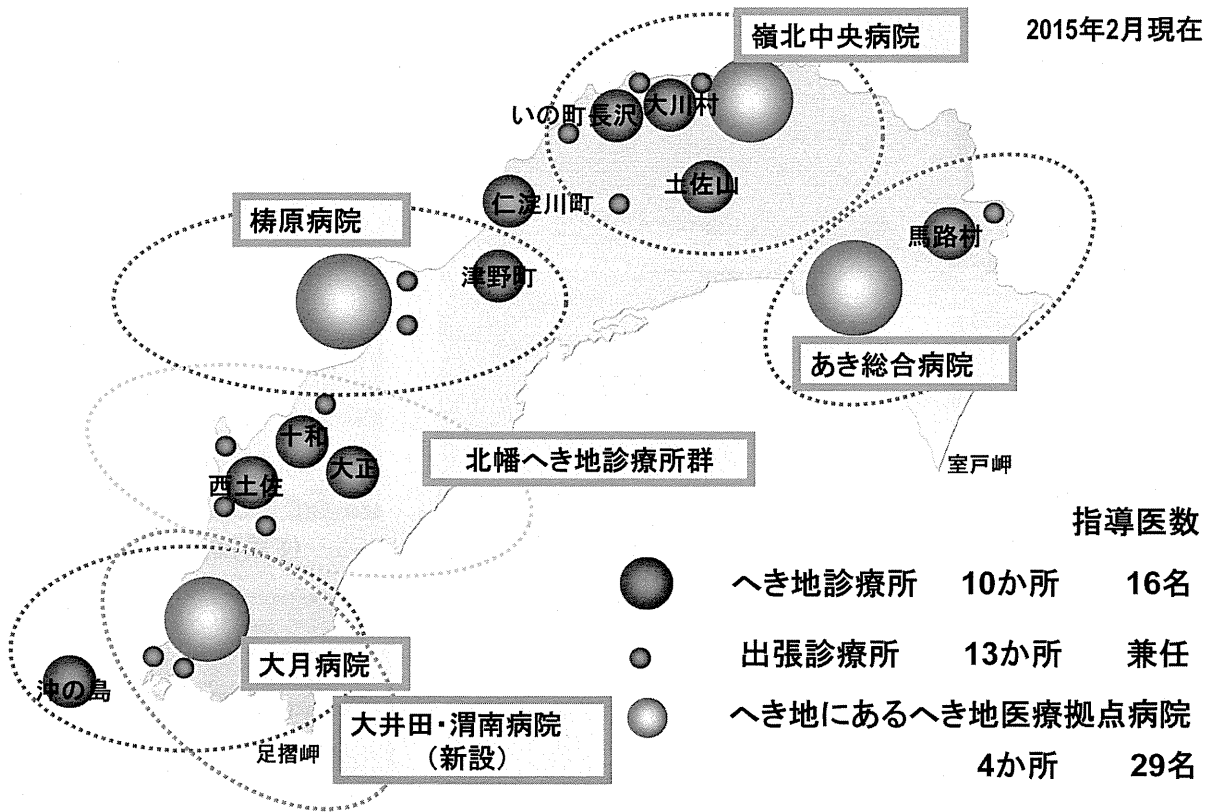 嶺北中央病院
2015年2月現在
いの町長沢
大川村
土佐山
仁淀川町
梼原病院
津野町
馬路村
あき総合病院
十和
大正
西土佐
北幡へき地診療所群
室戸岬
指導医数
へき地診療所 10か所 16名
出張診療所 13か所 兼任
へき地にあるへき地医療拠点病院
4か所 29名
大月病院
沖の島
大井田・渭南病院
(新設)
足摺岬